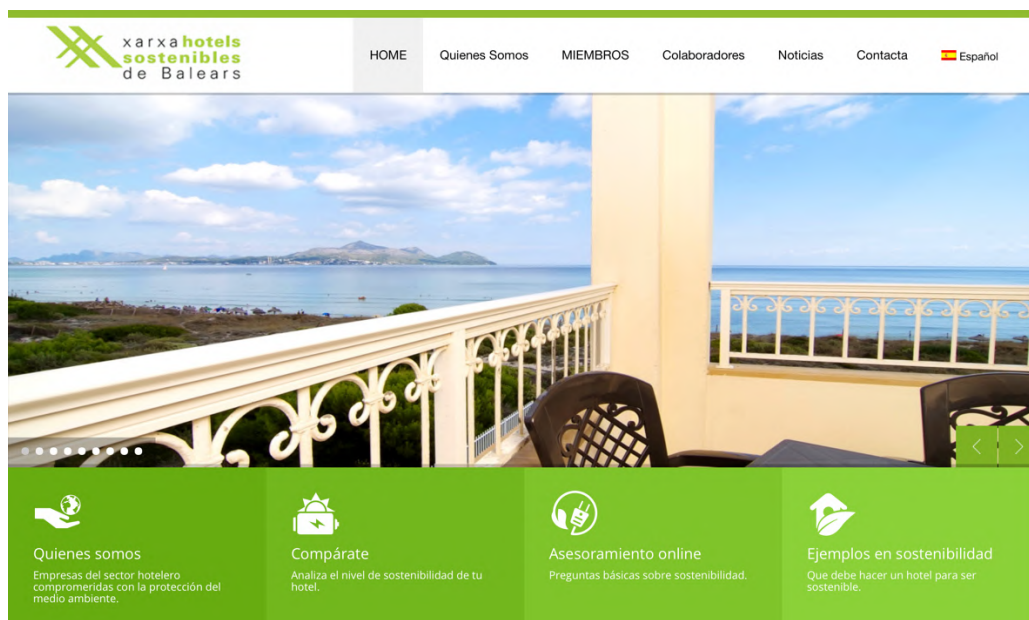 xarxa hotels
sostenibles
de Balears
HOME
Quienes Somos
MIEMBROS
Colaboradores
Noticias
Contacta
Español
Quienes somos
Empresas del sector hotelero
comprometidas con la protección del
medio ambiente.
Compárate
Analiza el nivel de sostenibilidad de tu
hotel.
Asesoramiento online
Preguntas básicas sobre sostenibilidad.
Ejemplos en sostenibilidad
Que debe hacer un hotel para ser
sostenible.